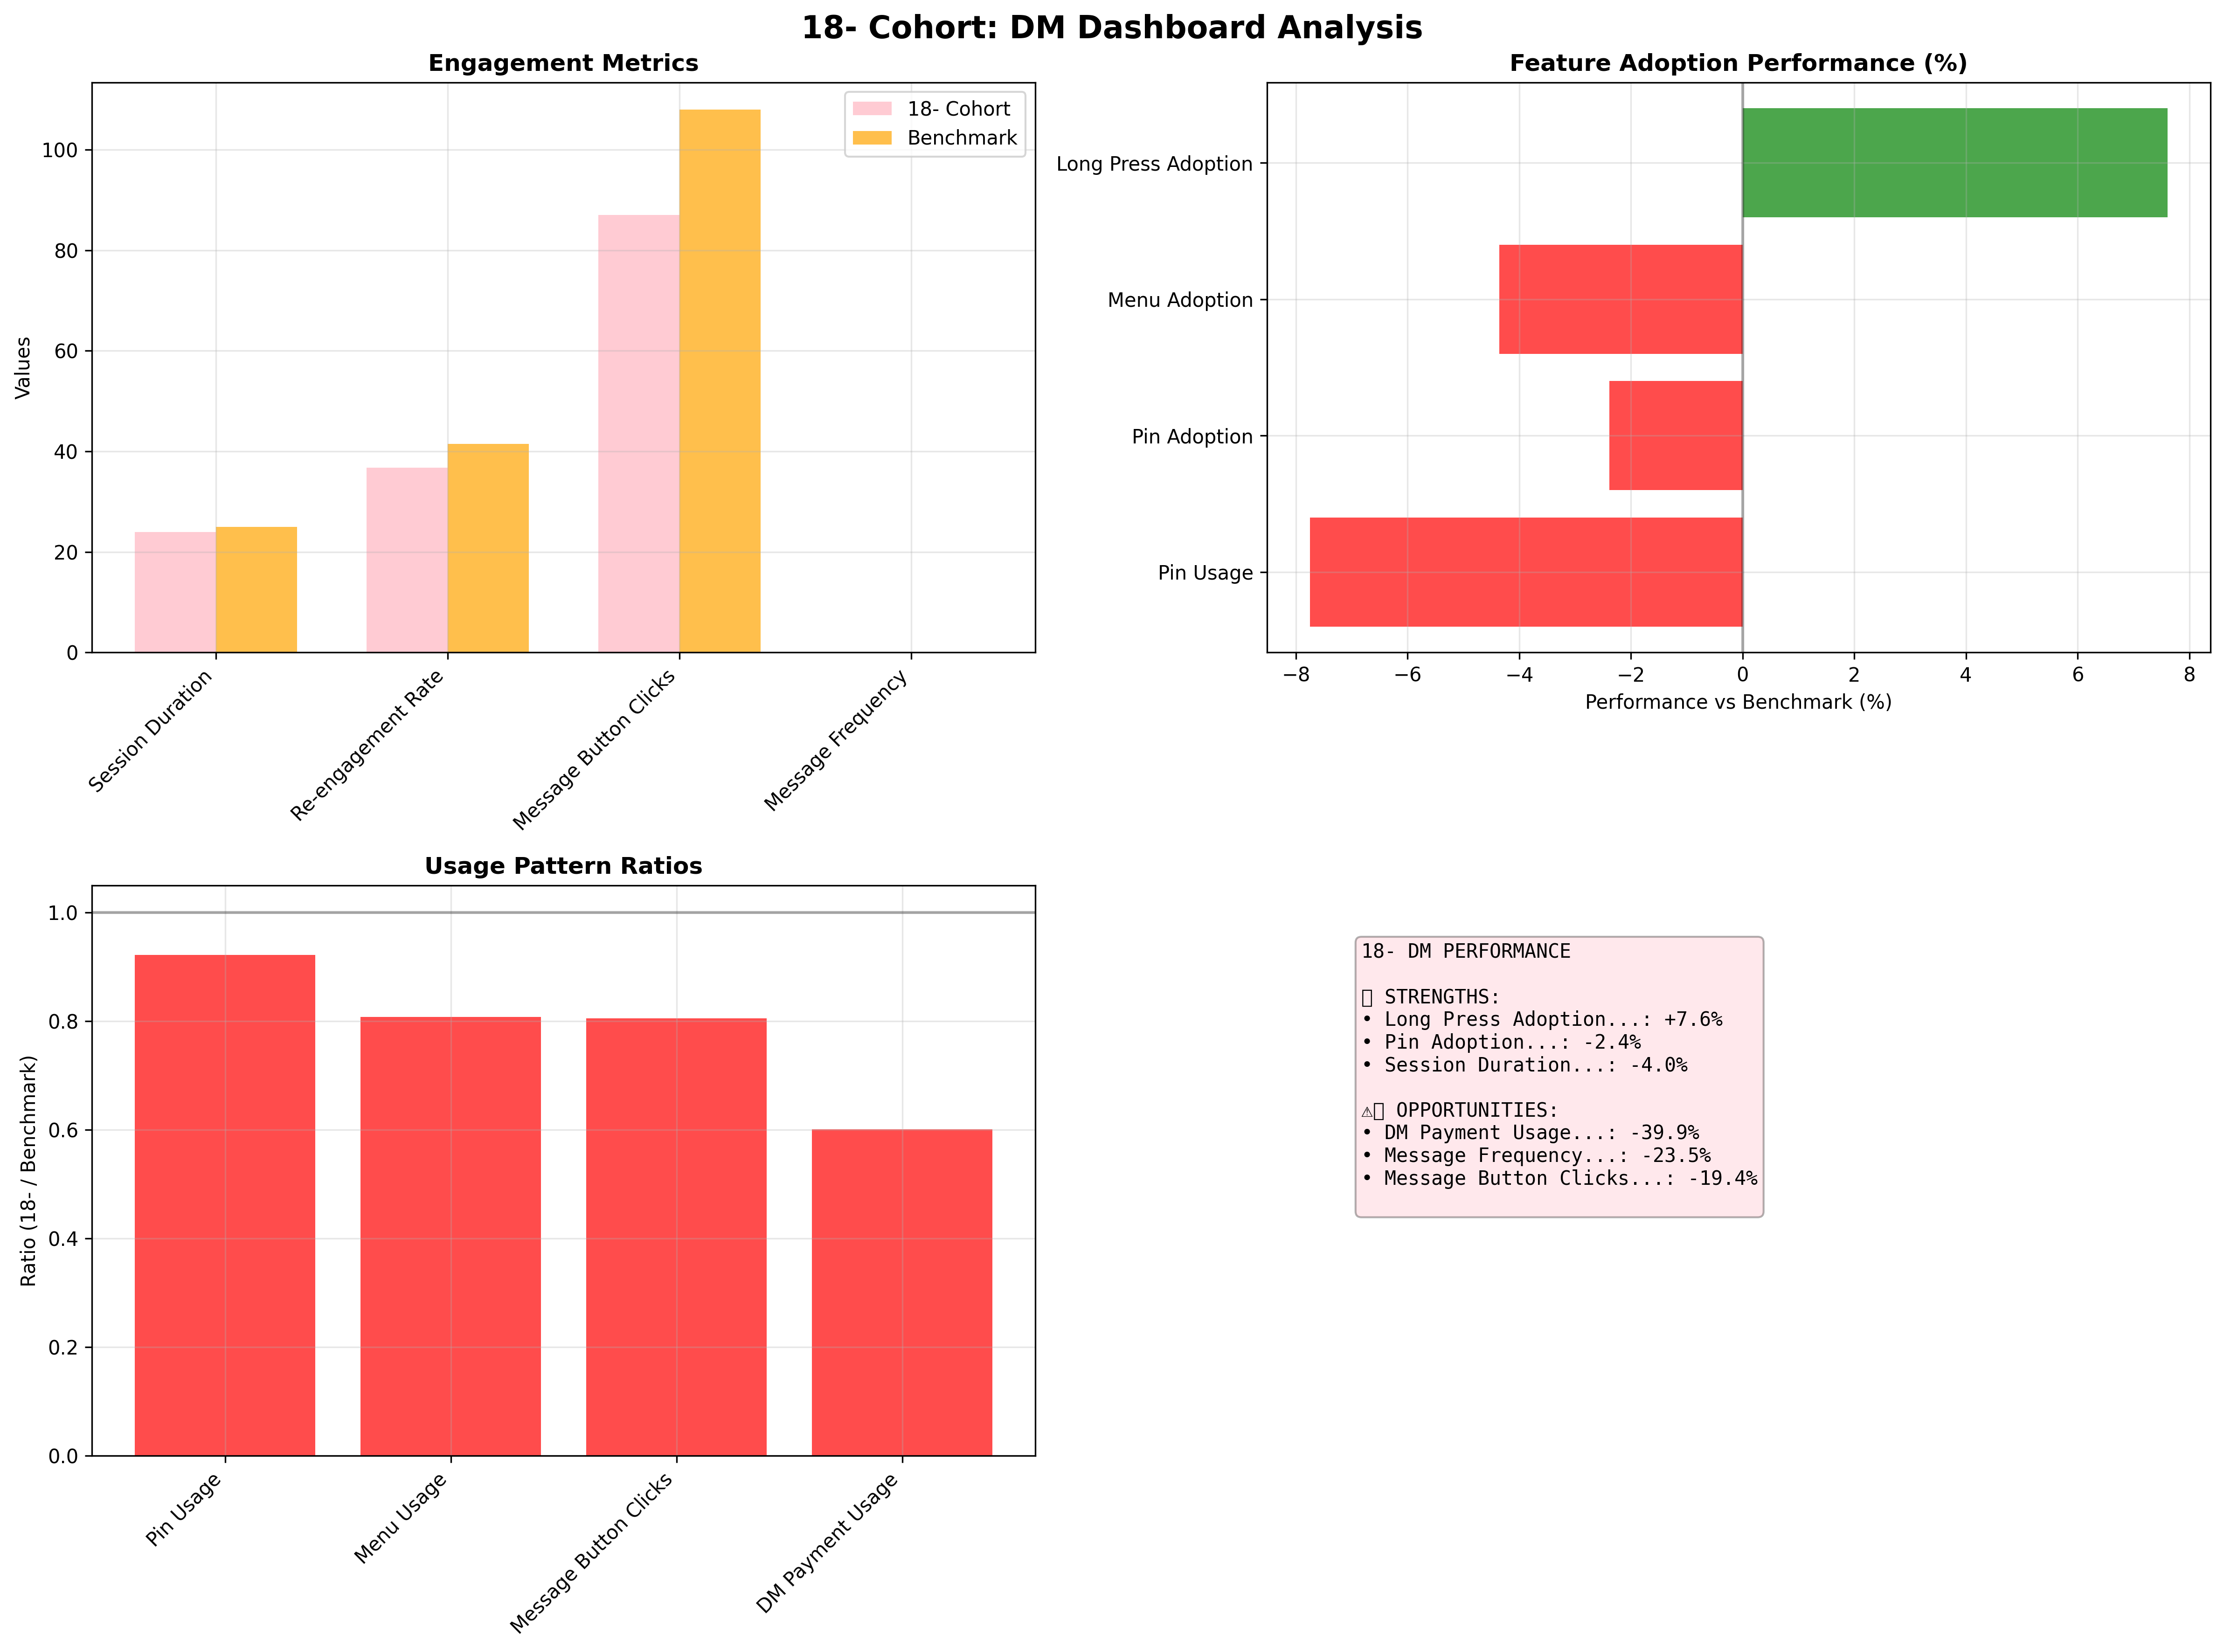 18- Cohort: DM Dashboard Analysis
Engagement Metrics
18- Cohort
Benchmark
Values
100
80
60
40
20
0
Session Duration
Re-engagement Rate
Message Button Clicks
Message Frequency
Feature Adoption Performance (%)
Long Press Adoption
Menu Adoption
Pin Adoption
Pin Usage
−8
−6
−4
−2
0
2
4
6
8
Performance vs Benchmark (%)
Usage Pattern Ratios
Ratio (18- / Benchmark)
1.0
0.8
0.6
0.4
0.2
0.0
Pin Usage
Menu Usage
Message Button Clicks
DM Payment Usage
18- DM PERFORMANCE
STRENGTHS:
• Long Press Adoption...: +7.6%
• Pin Adoption...: -2.4%
• Session Duration...: -4.0%
⚠ OPPORTUNITIES:
• DM Payment Usage...: -39.9%
• Message Frequency...: -23.5%
• Message Button Clicks...: -19.4%